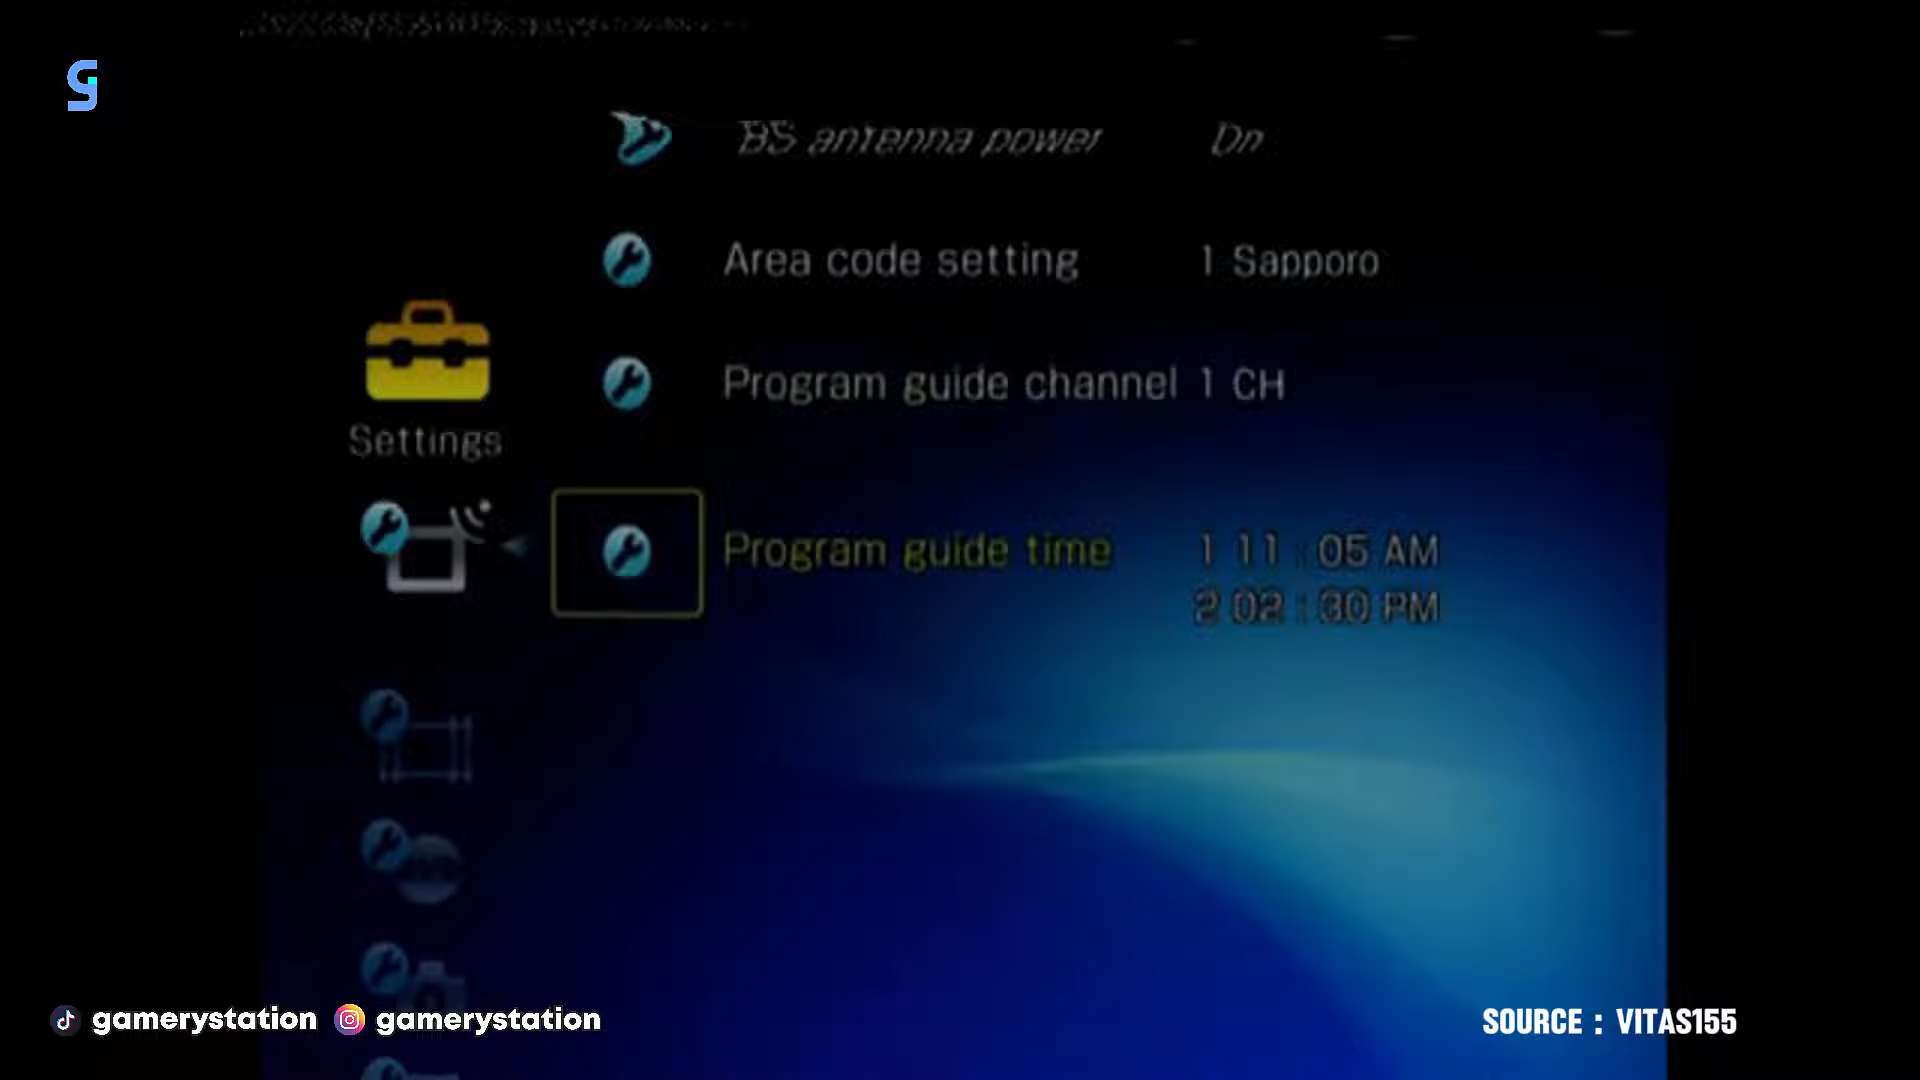 BS antenna power On
Area code setting 1 Sapporo
Program guide channel 1 CH
Settings
Program guide time 1 11 : 05 AM
2 02 : 30 PM
gamerystation gamerystation
SOURCE : VITAS155